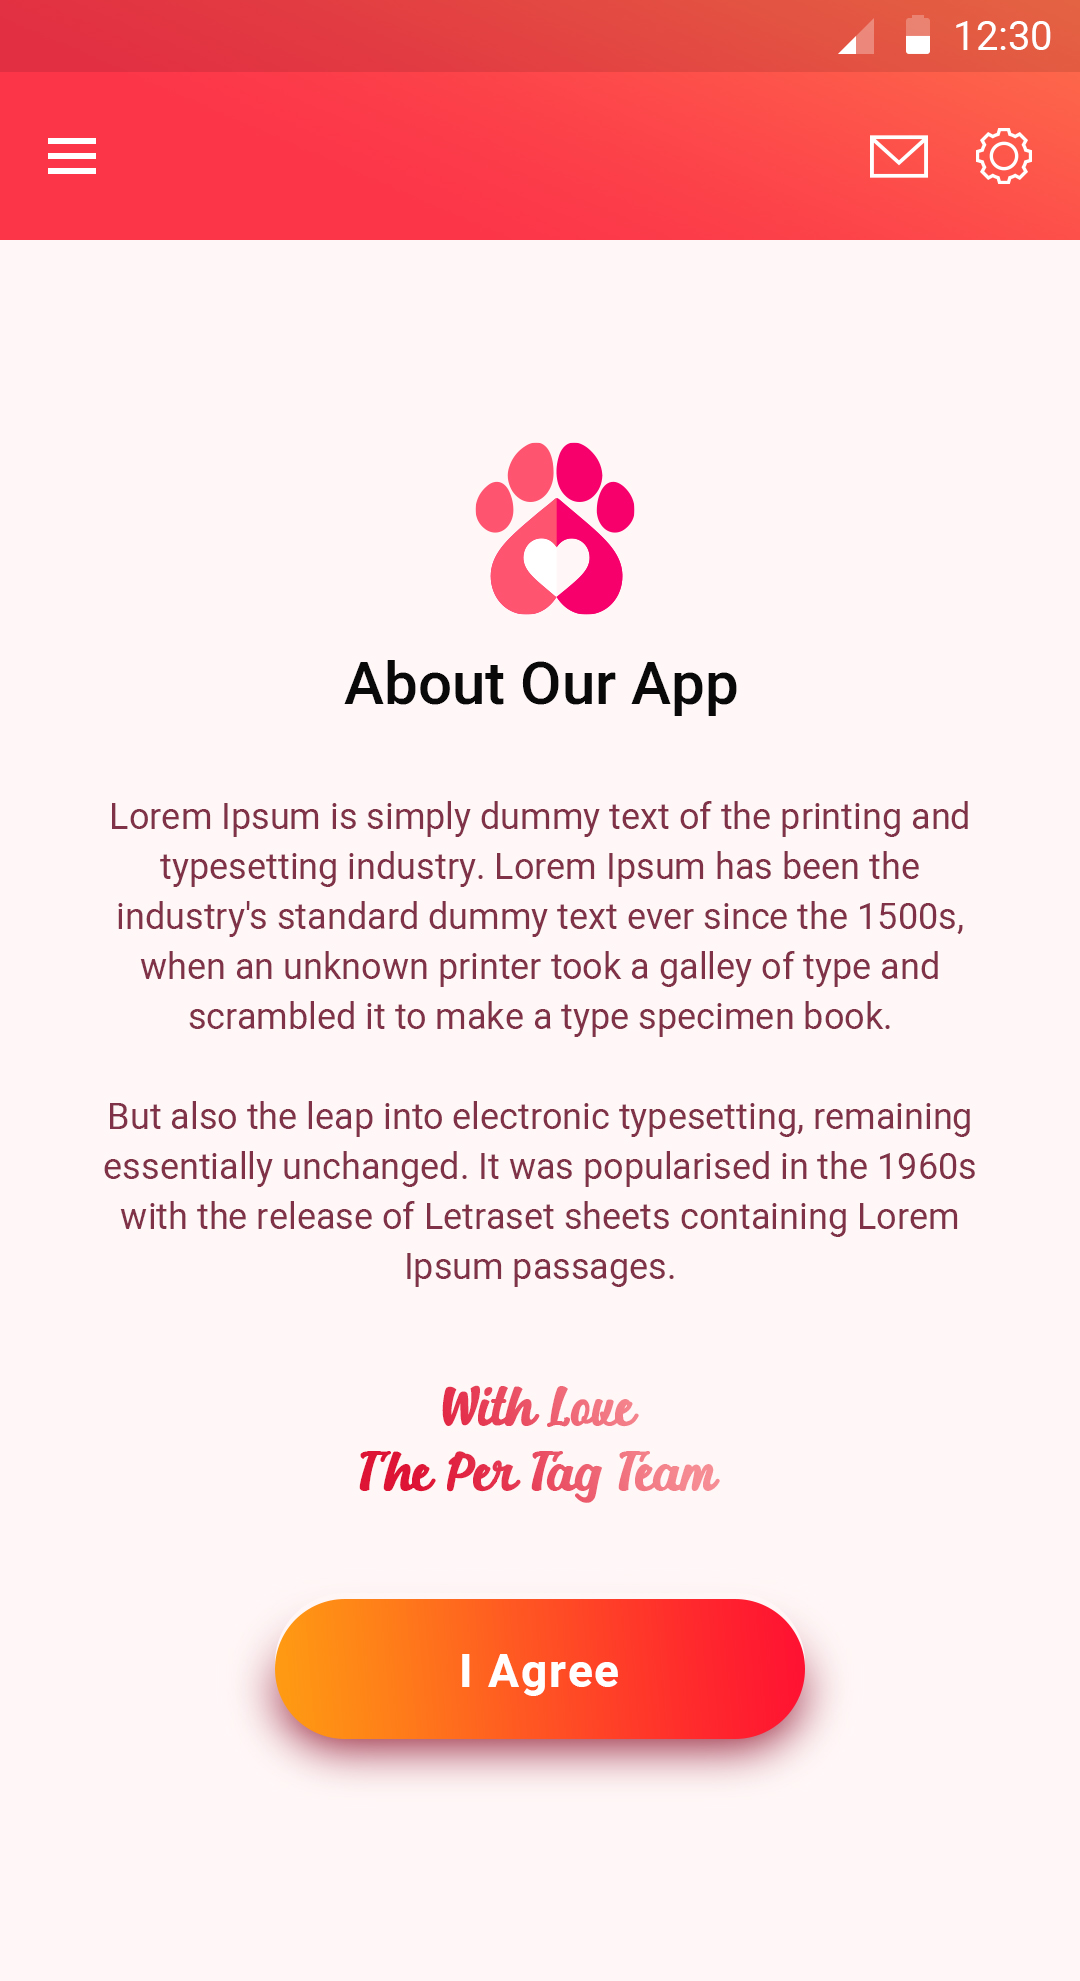 12:30
About Our App
Lorem Ipsum is simply dummy text of the printing and
typesetting industry. Lorem Ipsum has been the
industry's standard dummy text ever since the 1500s,
when an unknown printer took a galley of type and
scrambled it to make a type specimen book.
But also the leap into electronic typesetting, remaining
essentially unchanged. It was popularised in the 1960s
with the release of Letraset sheets containing Lorem
Ipsum passages.
With Love
The Per Tag Team
I Agree